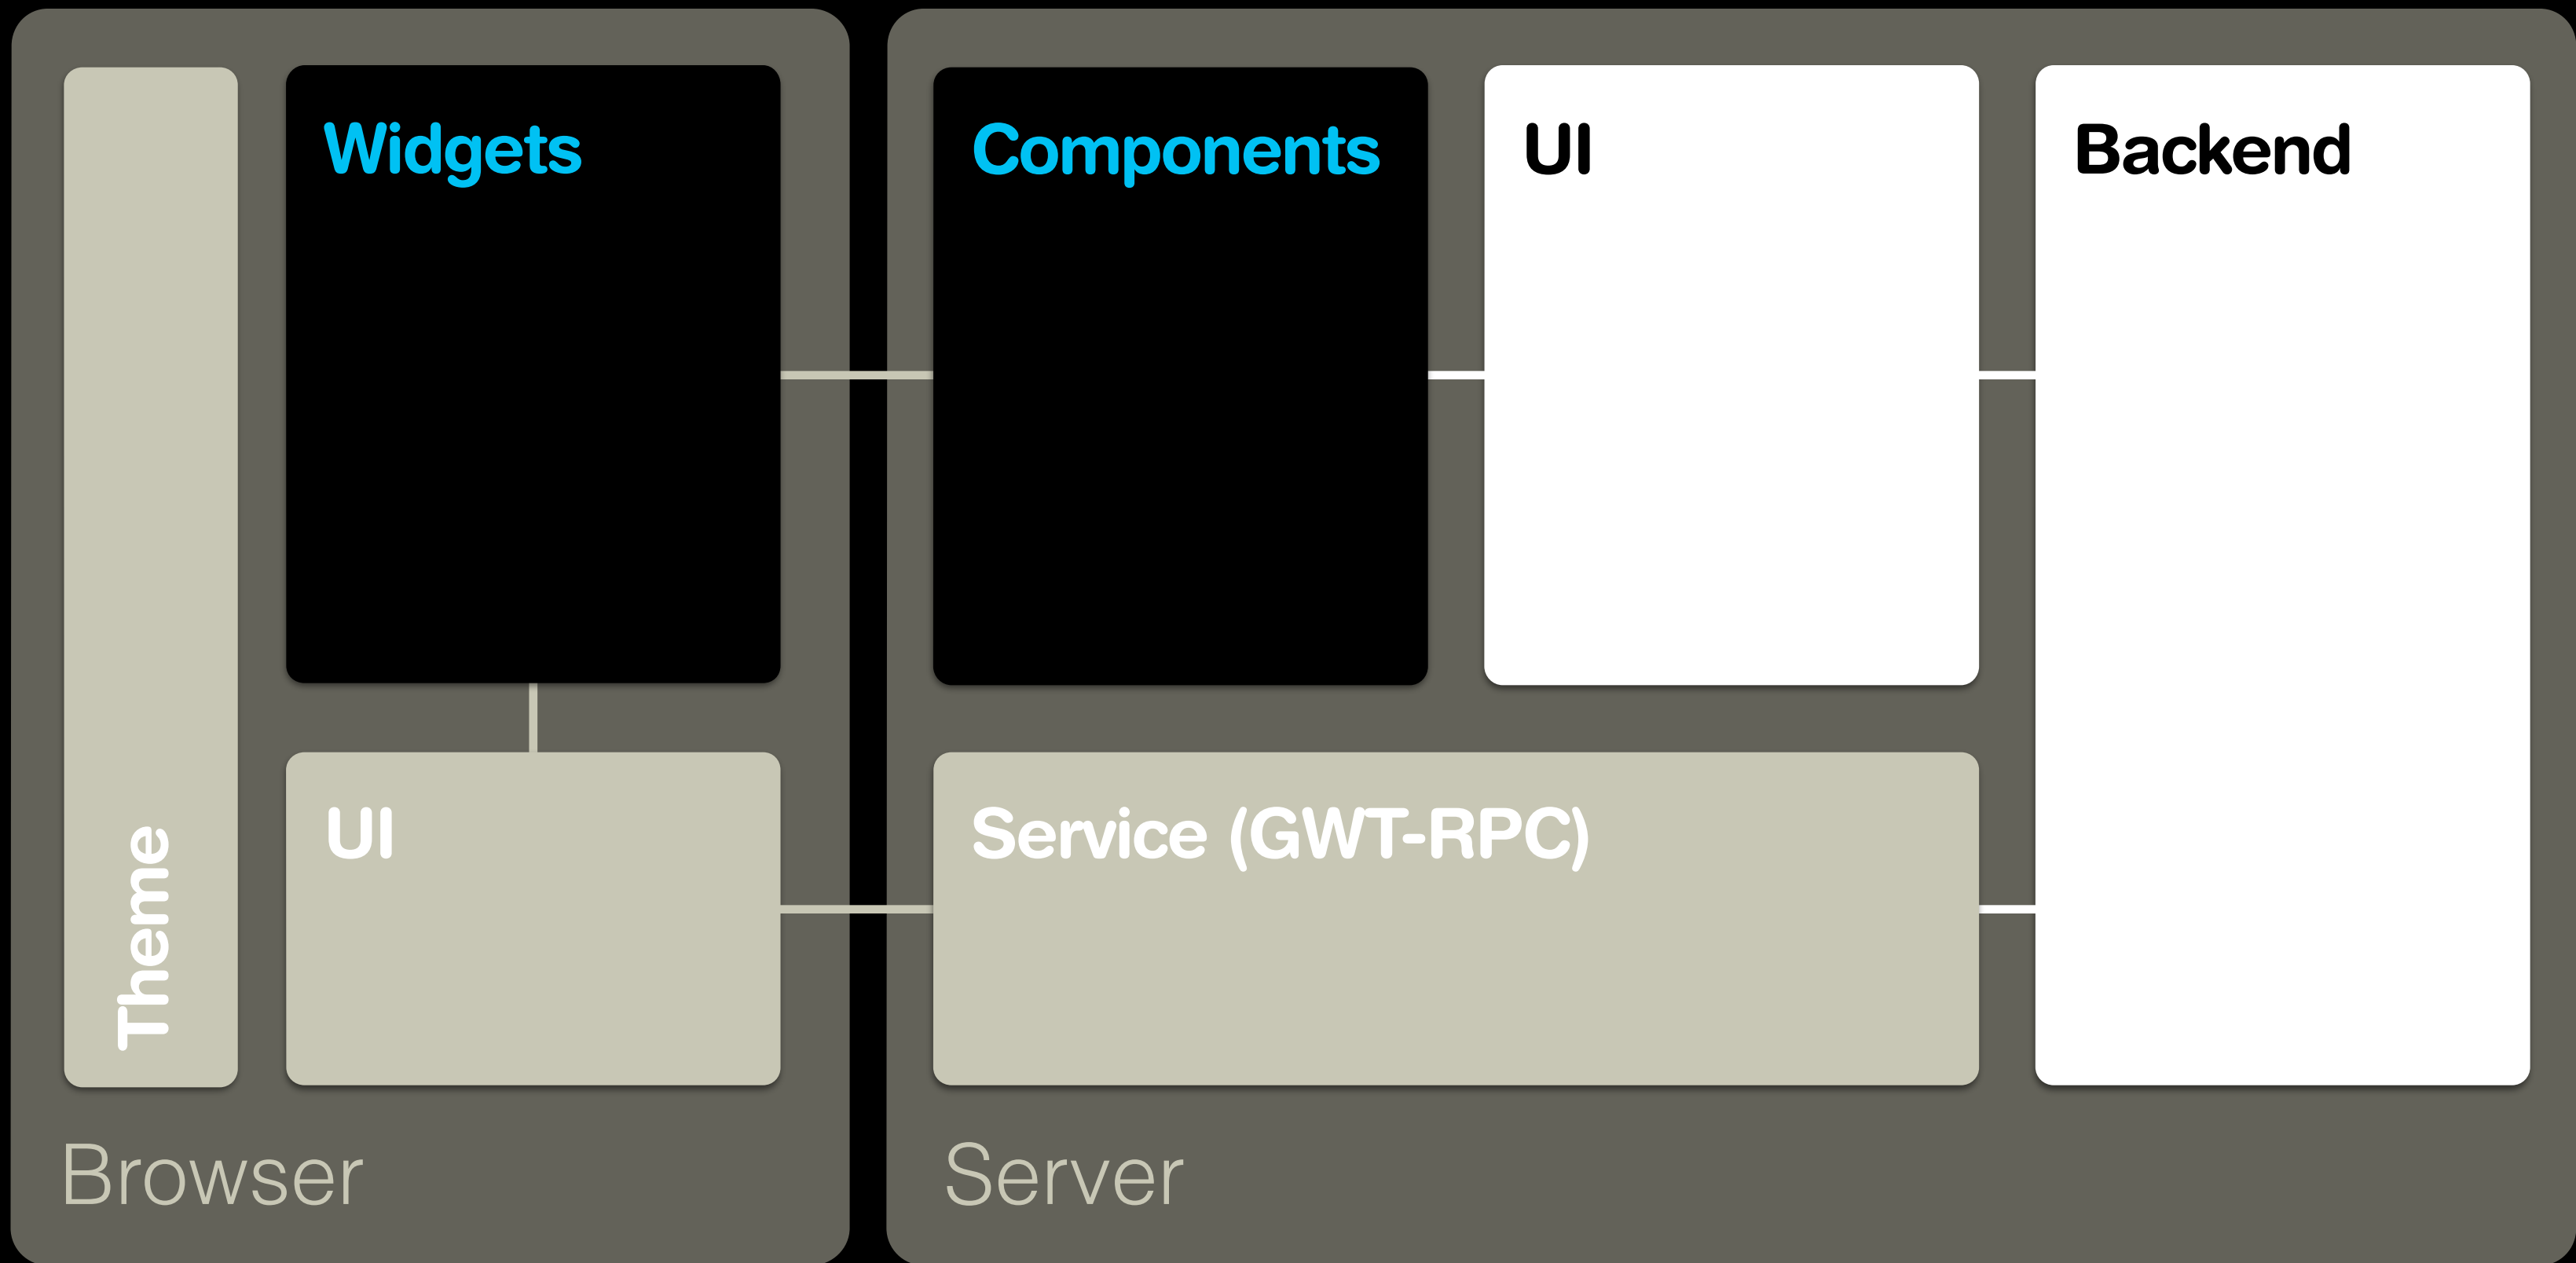 Widgets
Components
UI
Backend
Theme
UI
Service (GWT-RPC)
Browser
Server